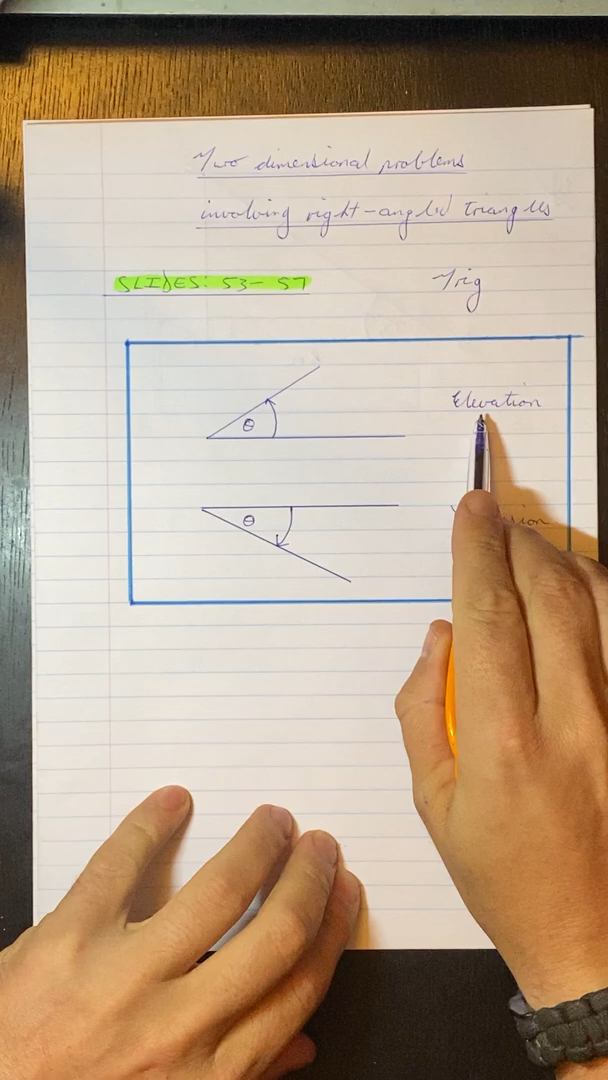 Two dimensional problems
involving right-angled triangles
SLIDES: 53- 57
Trig
Elevation
θ
θ